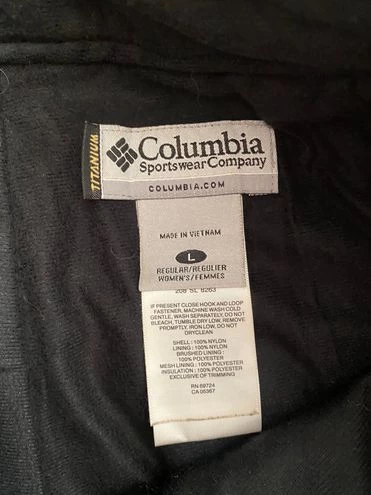 TITANIUM
Columbia
Sportswear Company
COLUMBIA.COM
MADE IN VIETNAM
L
REGULAR/REGULIER
WOMEN'S/FEMMES
208 SL 8263
IF PRESENT CLOSE HOOK AND LOOP
FASTENER, MACHINE WASH COLD
GENTLE, WASH SEPARATELY, DO NOT
BLEACH, TUMBLE DRY LOW, REMOVE
PROMPTLY, IRON LOW, DO NOT
DRYCLEAN
SHELL : 100% NYLON
LINING : 100% NYLON
BRUSHED LINING :
100% POLYESTER
MESH LINING : 100% POLYESTER
INSULATION : 100% POLYESTER
EXCLUSIVE OF TRIMMING
RN 69724
CA 05367